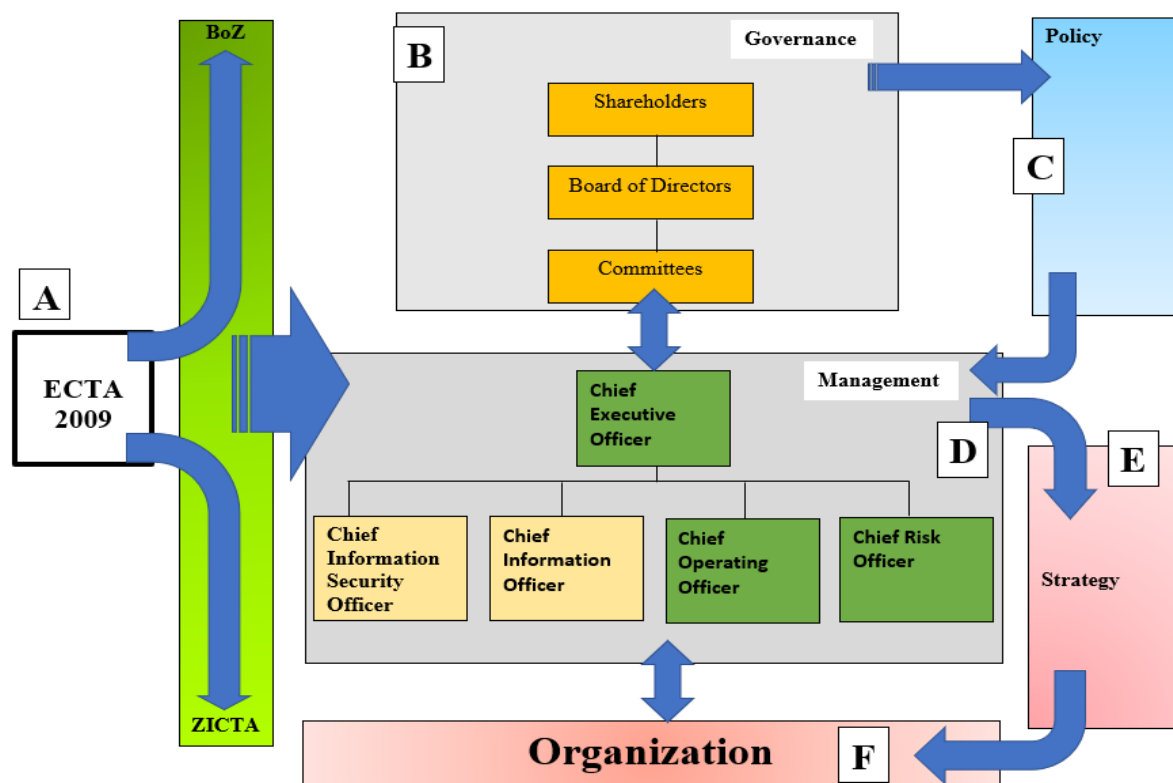 BoZ
B
Governance
Policy
Shareholders
C
Board of Directors
Committees
A
ECTA
2009
Management
Chief
Executive
Officer
D
E
Chief
Information
Security
Officer
Chief
Information
Officer
Chief
Operating
Officer
Chief Risk
Officer
Strategy
ZICTA
Organization
F